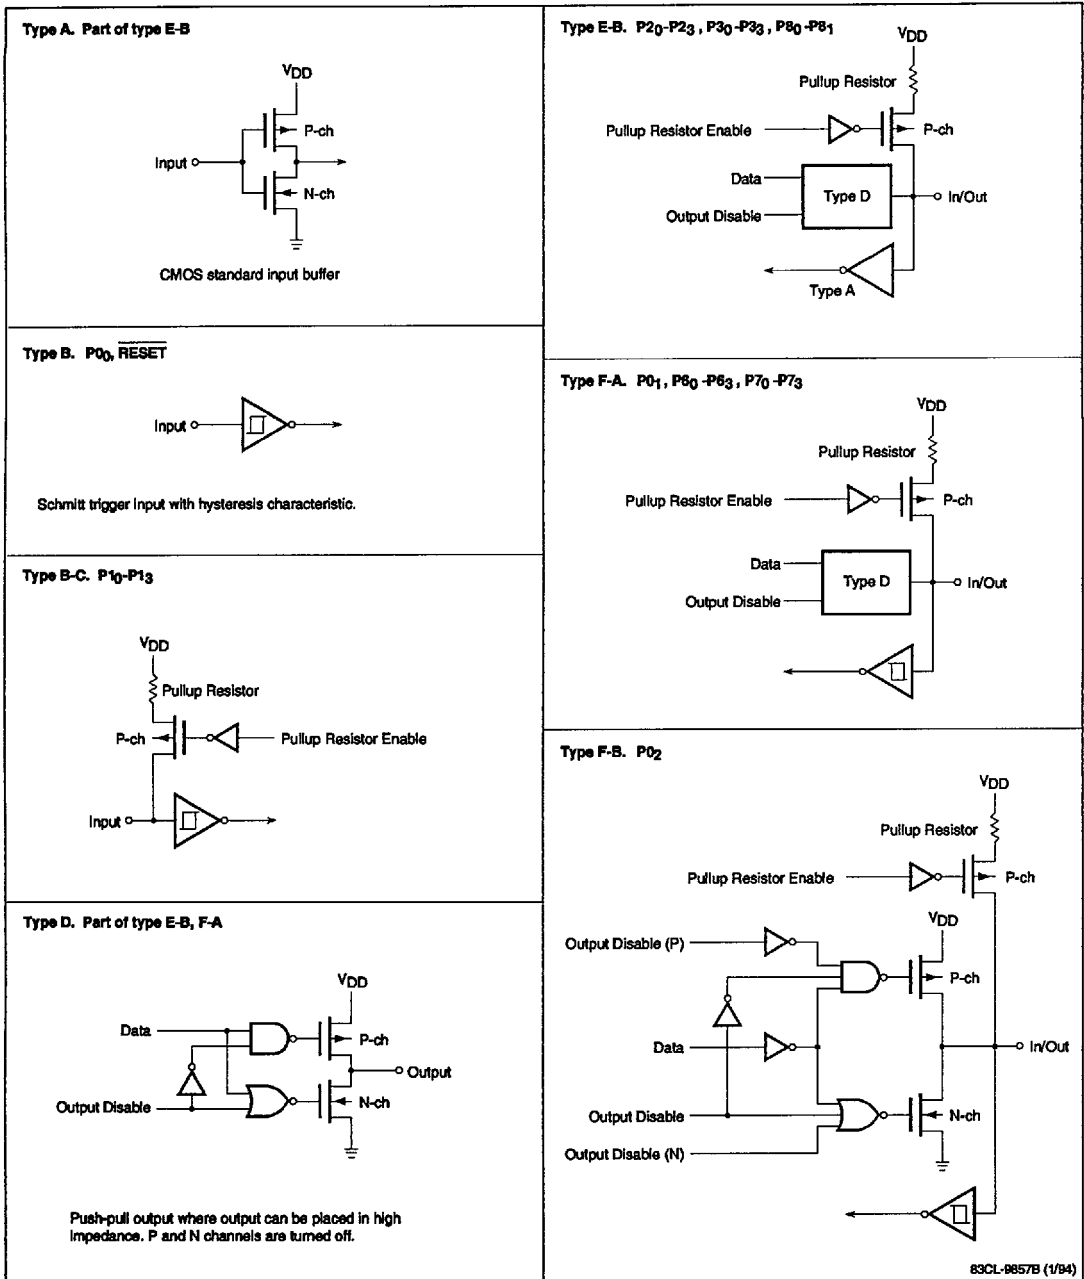 Type A. Part of type E-B
VDD
P-ch
Input
N-ch
CMOS standard input buffer
Type B. P00, RESET
Input
Schmitt trigger input with hysteresis characteristic.
Type B-C. P10-P13
VDD
Pullup Resistor
P-ch
Pullup Resistor Enable
Input
Type D. Part of type E-B, F-A
VDD
Data
P-ch
Output
Output Disable
N-ch
Push-pull output where output can be placed in high
impedance. P and N channels are turned off.
Type E-B. P20-P23 , P30-P33 , P80-P81
VDD
Pullup Resistor
Pullup Resistor Enable
P-ch
Data
Type D
In/Out
Output Disable
Type A
Type F-A. P01 , P60-P63 , P70-P73
VDD
Pullup Resistor
Pullup Resistor Enable
P-ch
Data
Type D
In/Out
Output Disable
Type F-B. P02
VDD
Pullup Resistor
Pullup Resistor Enable
P-ch
VDD
Output Disable (P)
P-ch
Data
In/Out
Output Disable
N-ch
Output Disable (N)
83CL-9857B (1/94)